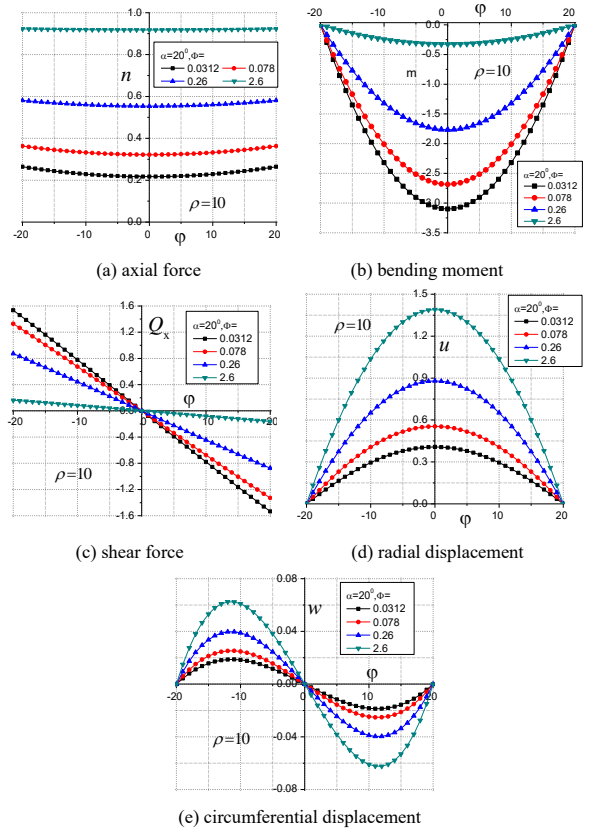 1.0
0.8
0.6
0.4
0.2
0.0
n
α=20⁰,Φ=
0.0312 0.078
0.26 2.6
ρ=10
-20 -10 0 10 20
φ
(a) axial force
φ
-20 -10 0 10 20
0.0
-0.5
-1.0
-1.5
-2.0
-2.5
-3.0
-3.5
m
ρ=10
α=20⁰,Φ=
0.0312
0.078
0.26
2.6
(b) bending moment
1.6
1.2
0.8
0.4
0.0
-0.4
-0.8
-1.2
-1.6
Qx
α=20⁰,Φ=
0.0312
0.078
0.26
2.6
φ
-20 -10 0 10 20
ρ=10
(c) shear force
1.5
1.2
0.9
0.6
0.3
0.0
ρ=10
u
α=20⁰,Φ=
0.0312
0.078
0.26
2.6
-20 -10 0 10 20
φ
(d) radial displacement
0.08
0.04
0.00
-0.04
-0.08
w
α=20⁰,Φ=
0.0312
0.078
0.26
2.6
φ
-20 -10 0 10 20
ρ=10
(e) circumferential displacement